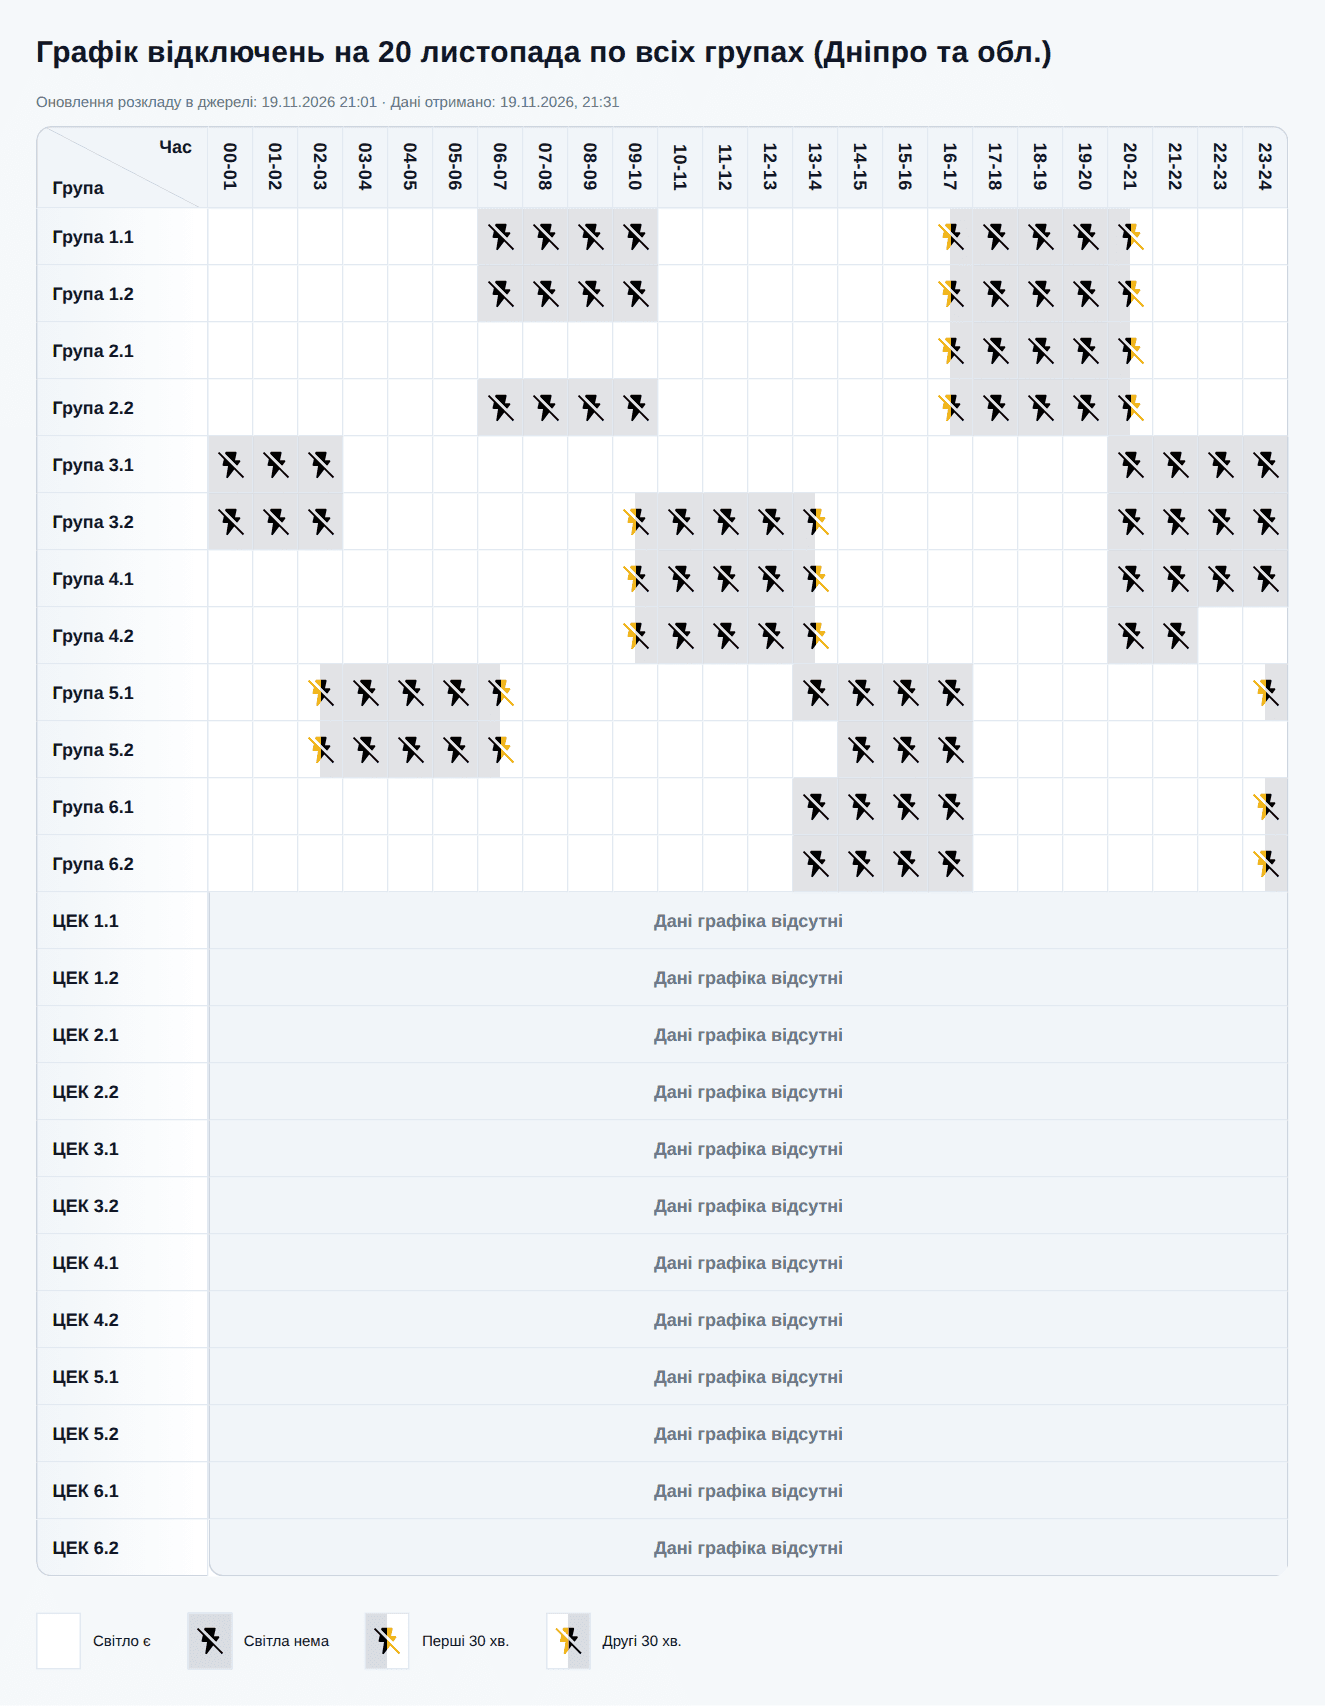 Графік відключень на 20 листопада по всіх групах (Дніпро та обл.)
Оновлення розкладу в джерелі: 19.11.2026 21:01 · Дані отримано: 19.11.2026, 21:31
Час
Група
00-01
01-02
02-03
03-04
04-05
05-06
06-07
07-08
08-09
09-10
10-11
11-12
12-13
13-14
14-15
15-16
16-17
17-18
18-19
19-20
20-21
21-22
22-23
23-24
Група 1.1
Група 1.2
Група 2.1
Група 2.2
Група 3.1
Група 3.2
Група 4.1
Група 4.2
Група 5.1
Група 5.2
Група 6.1
Група 6.2
ЦЕК 1.1 Дані графіка відсутні
ЦЕК 1.2 Дані графіка відсутні
ЦЕК 2.1 Дані графіка відсутні
ЦЕК 2.2 Дані графіка відсутні
ЦЕК 3.1 Дані графіка відсутні
ЦЕК 3.2 Дані графіка відсутні
ЦЕК 4.1 Дані графіка відсутні
ЦЕК 4.2 Дані графіка відсутні
ЦЕК 5.1 Дані графіка відсутні
ЦЕК 5.2 Дані графіка відсутні
ЦЕК 6.1 Дані графіка відсутні
ЦЕК 6.2 Дані графіка відсутні
Світло є
Світла нема
Перші 30 хв.
Другі 30 хв.